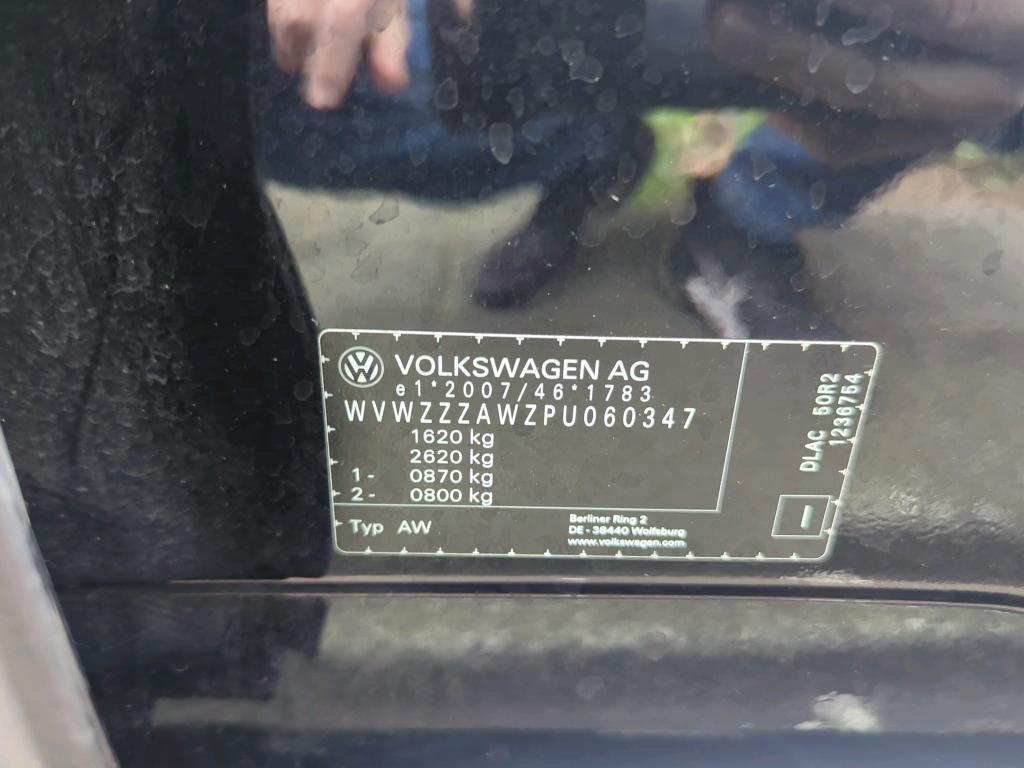 VOLKSWAGEN AG
e1*2007/46*1783
WVWZZZAWZPU060347
1620 kg
2620 kg
1- 0870 kg
2- 0800 kg
Typ AW
Berliner Ring 2
DE - 38440 Wolfsburg
www.volkswagen.com
DLAC 50R2
1236754
I